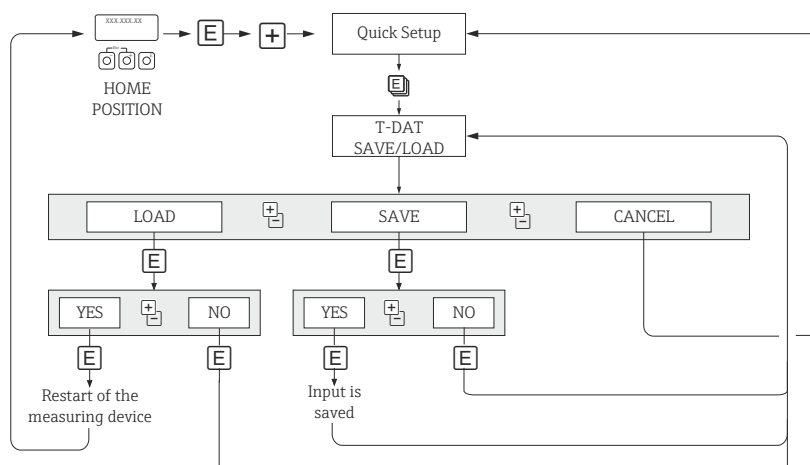 XXX.XXX.XX
E
+
Quick Setup
Esc
- + E
HOME
POSITION
E
T-DAT
SAVE/LOAD
LOAD
+
-
SAVE
+
-
CANCEL
E
E
YES
+
-
NO
YES
+
-
NO
E
E
E
E
Restart of the
measuring device
Input is
saved